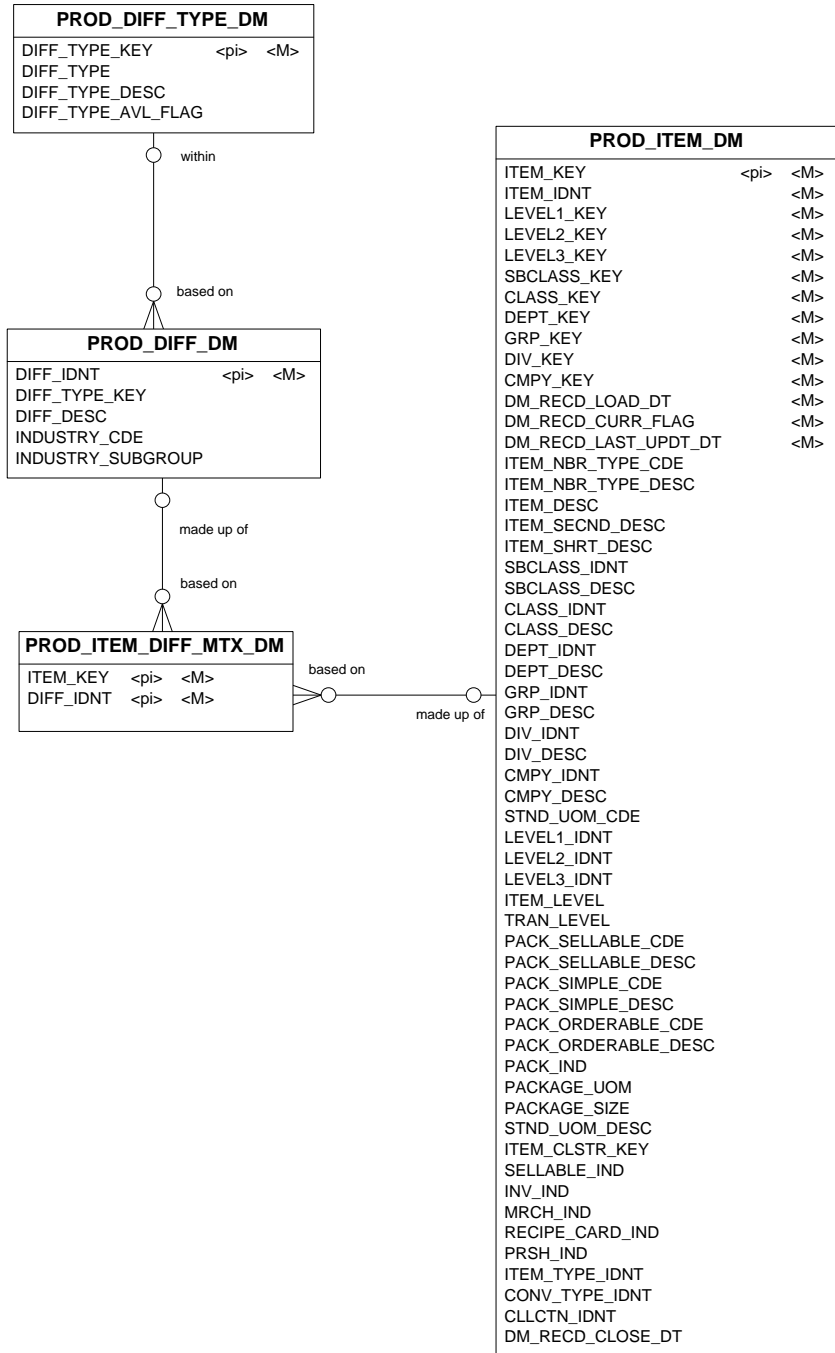 PROD_DIFF_TYPE_DM
DIFF_TYPE_KEY <pi> <M>
DIFF_TYPE
DIFF_TYPE_DESC
DIFF_TYPE_AVL_FLAG
within
based on
PROD_DIFF_DM
DIFF_IDNT <pi> <M>
DIFF_TYPE_KEY
DIFF_DESC
INDUSTRY_CDE
INDUSTRY_SUBGROUP
made up of
based on
PROD_ITEM_DIFF_MTX_DM
ITEM_KEY <pi> <M>
DIFF_IDNT <pi> <M>
based on
made up of
PROD_ITEM_DM
ITEM_KEY <pi> <M>
ITEM_IDNT <M>
LEVEL1_KEY <M>
LEVEL2_KEY <M>
LEVEL3_KEY <M>
SBCLASS_KEY <M>
CLASS_KEY <M>
DEPT_KEY <M>
GRP_KEY <M>
DIV_KEY <M>
CMPY_KEY <M>
DM_RECD_LOAD_DT <M>
DM_RECD_CURR_FLAG <M>
DM_RECD_LAST_UPDT_DT <M>
ITEM_NBR_TYPE_CDE
ITEM_NBR_TYPE_DESC
ITEM_DESC
ITEM_SECND_DESC
ITEM_SHRT_DESC
SBCLASS_IDNT
SBCLASS_DESC
CLASS_IDNT
CLASS_DESC
DEPT_IDNT
DEPT_DESC
GRP_IDNT
GRP_DESC
DIV_IDNT
DIV_DESC
CMPY_IDNT
CMPY_DESC
STND_UOM_CDE
LEVEL1_IDNT
LEVEL2_IDNT
LEVEL3_IDNT
ITEM_LEVEL
TRAN_LEVEL
PACK_SELLABLE_CDE
PACK_SELLABLE_DESC
PACK_SIMPLE_CDE
PACK_SIMPLE_DESC
PACK_ORDERABLE_CDE
PACK_ORDERABLE_DESC
PACK_IND
PACKAGE_UOM
PACKAGE_SIZE
STND_UOM_DESC
ITEM_CLSTR_KEY
SELLABLE_IND
INV_IND
MRCH_IND
RECIPE_CARD_IND
PRSH_IND
ITEM_TYPE_IDNT
CONV_TYPE_IDNT
CLLCTN_IDNT
DM_RECD_CLOSE_DT